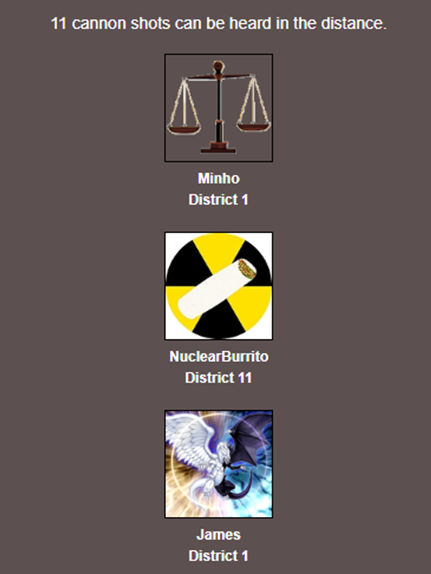 11 cannon shots can be heard in the distance.
Minho
District 1
NuclearBurrito
District 11
James
District 1